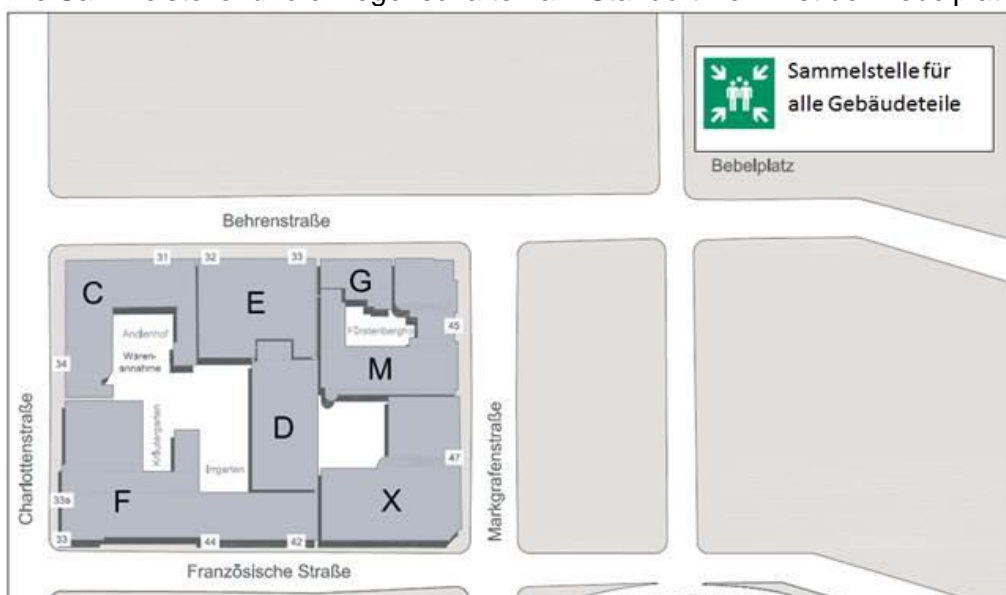 Sammelstelle für
alle Gebäudeteile
Bebelplatz
Behrenstraße
31
32
33
C
E
G
Fürstenberghof
45
Andienhof
Waren-
annahme
34
M
Charlottenstraße
Kräutergarten
D
Irrgarten
Markgrafenstraße
47
33a
F
X
33
44
42
Französische Straße